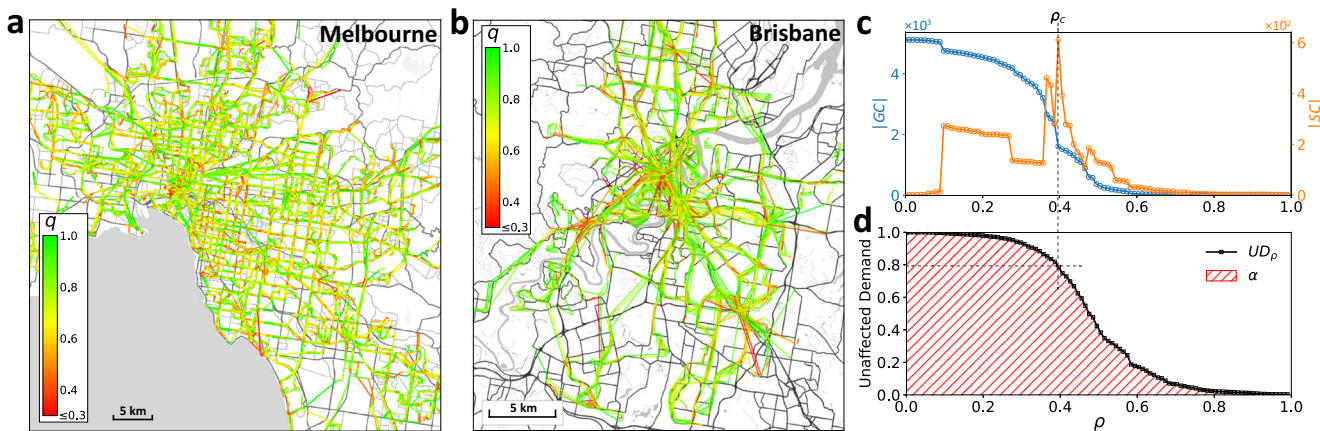 a
Melbourne
q
1.0
0.8
0.6
0.4
≤0.3
5 km
b
Brisbane
q
1.0
0.8
0.6
0.4
≤0.3
5 km
c
×10³
ρc
×10²
|GC|
4
2
0
|SC|
6
4
2
0
0.0 0.2 0.4 0.6 0.8 1.0
d
Unaffected Demand
1.0
0.8
0.6
0.4
0.2
0.0
UDρ
α
0.0 0.2 0.4 0.6 0.8 1.0
ρ